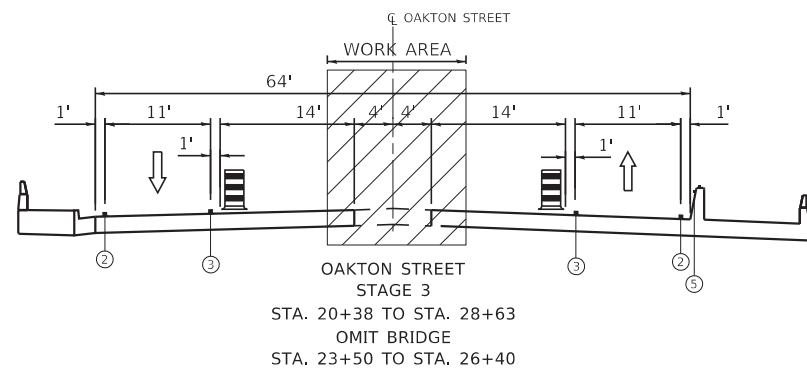 ℄ OAKTON STREET
WORK AREA
64'
1' 11' 14' 4' 4' 14' 11' 1'
1' 1'
2 3 3 2
5
OAKTON STREET
STAGE 3
STA. 20+38 TO STA. 28+63
OMIT BRIDGE
STA. 23+50 TO STA. 26+40